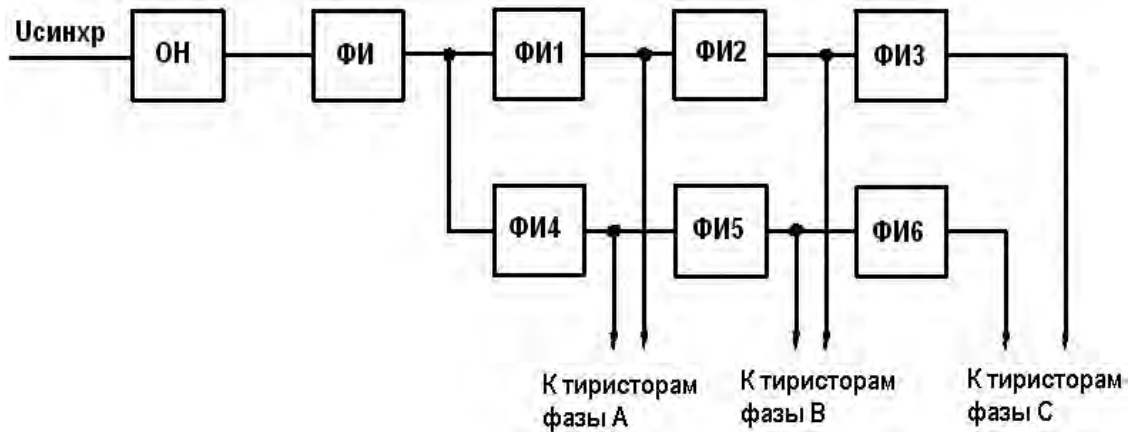 Uсинхр
ОН
ФИ
ФИ1
ФИ2
ФИ3
ФИ4
ФИ5
ФИ6
К тиристорам
фазы А
К тиристорам
фазы В
К тиристорам
фазы С